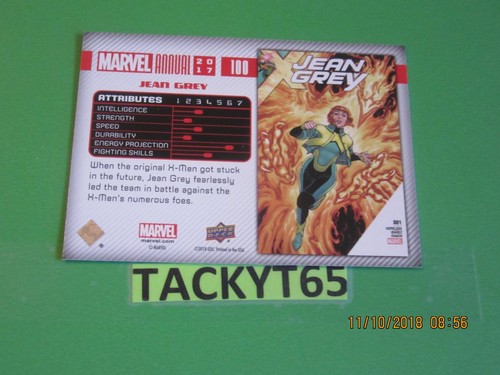 MARVEL ANNUAL 2017 100
JEAN GREY
ATTRIBUTES 1 2 3 4 5 6 7
INTELLIGENCE
STRENGTH
SPEED
DURABILITY
ENERGY PROJECTION
FIGHTING SKILLS
When the original X-Men got stuck
in the future, Jean Grey fearlessly
led the team in battle against the
X-Men's numerous foes.
MARVEL
marvel.com
© MARVEL
UPPER DECK
JEAN GREY
001
MARVEL
TACKYT65
11/10/2018 08:56